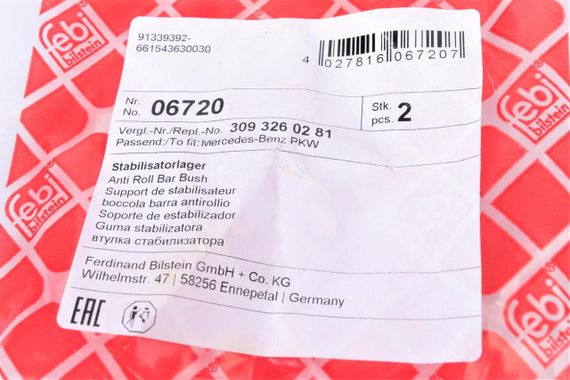 febi
bilstein
91339392-
661543630030
4 027816 067207
Nr.
No. 06720
Stk.
pcs. 2
Vergl.-Nr./Repl.-No. 309 326 02 81
Passend:/To fit: Mercedes-Benz PKW
Stabilisatorlager
Anti Roll Bar Bush
Support de stabilisateur
boccola barra antirollio
Soporte de estabilizador
Guma stabilizatora
втулка стабилизатора
Ferdinand Bilstein GmbH + Co. KG
Wilhelmstr. 47 | 58256 Ennepetal | Germany
EAC
febi
bilstein
febi
bilstein
febi
bilstein